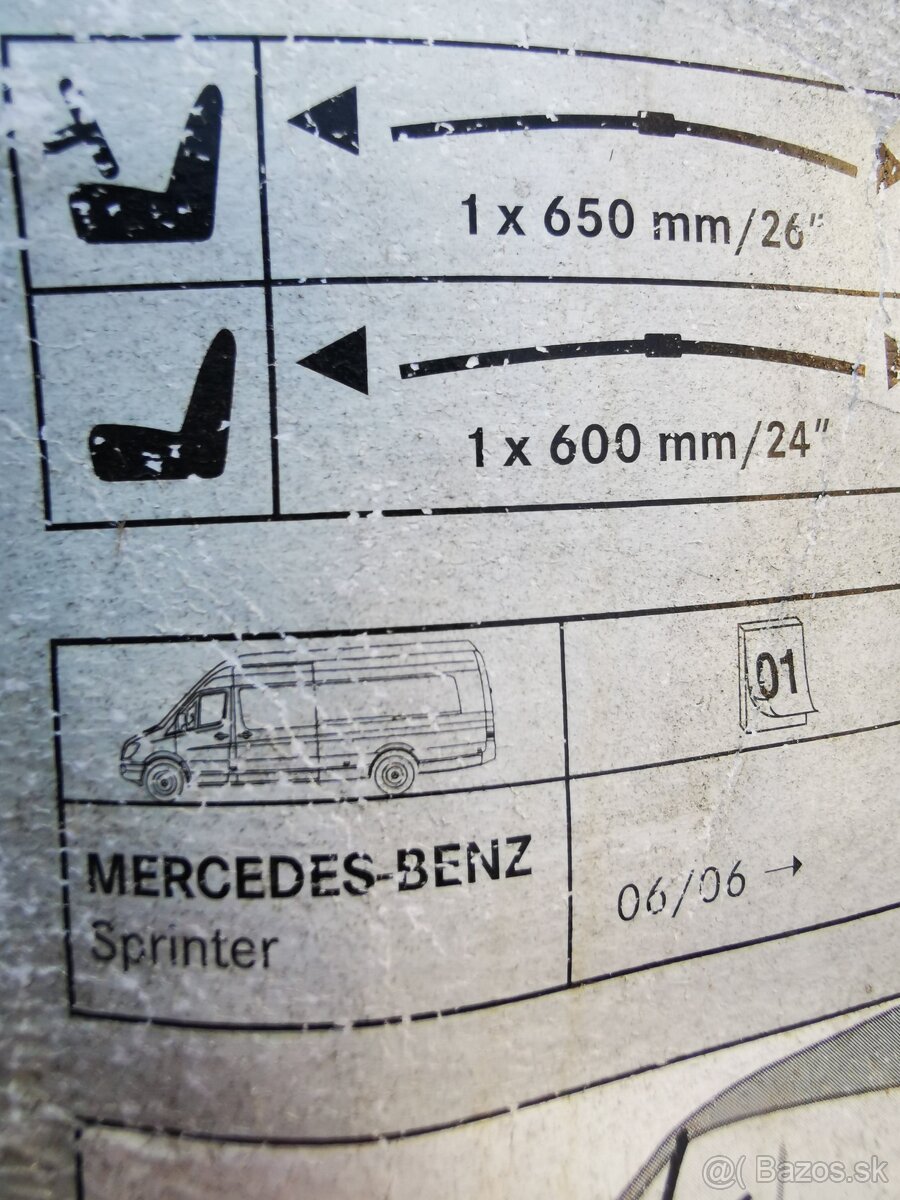 1 x 650 mm/26"
1 x 600 mm/24"
01
MERCEDES-BENZ
Sprinter
06/06 →
@( Bazos.sk